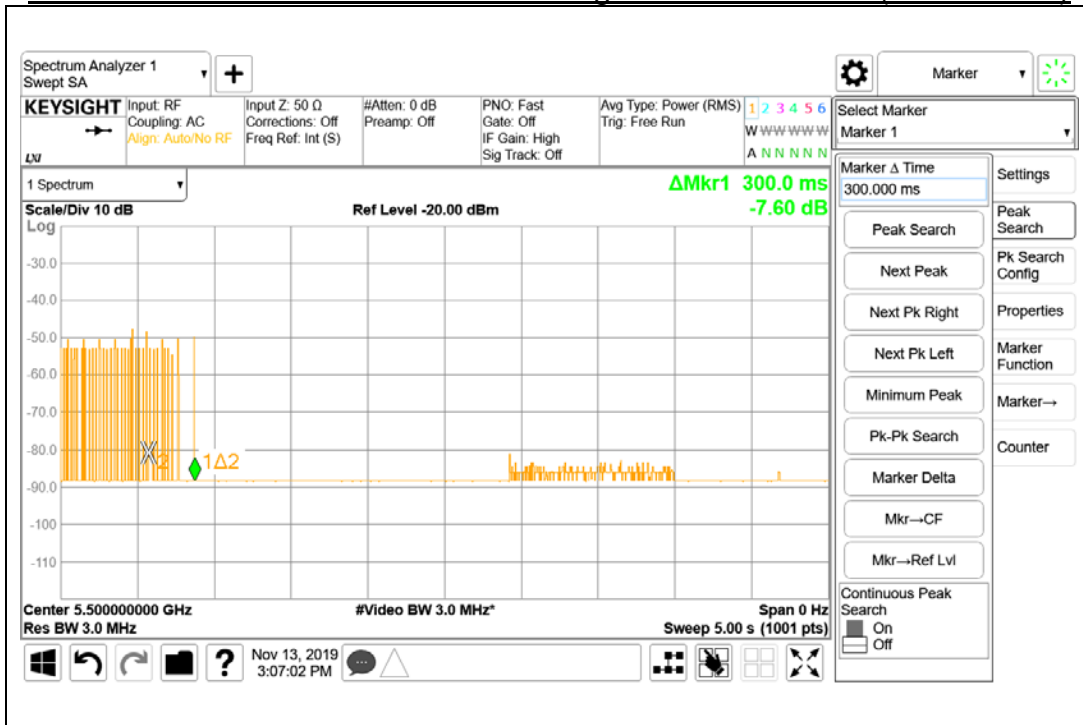 Spectrum Analyzer 1
Swept SA
+
Marker
KEYSIGHT
Input: RF
Coupling: AC
Align: Auto/No RF
Input Z: 50 Ω
Corrections: Off
Freq Ref: Int (S)
#Atten: 0 dB
Preamp: Off
PNO: Fast
Gate: Off
IF Gain: High
Sig Track: Off
Avg Type: Power (RMS)
Trig: Free Run
1 2 3 4 5 6
W W W W W W
A N N N N N
LXI
Select Marker
Marker 1
1 Spectrum
ΔMkr1 300.0 ms
-7.60 dB
Scale/Div 10 dB
Ref Level -20.00 dBm
Log
-30.0
-40.0
-50.0
-60.0
-70.0
-80.0
-90.0
-100
-110
X2
1Δ2
Center 5.500000000 GHz
#Video BW 3.0 MHz*
Span 0 Hz
Res BW 3.0 MHz
Sweep 5.00 s (1001 pts)
Marker Δ Time
300.000 ms
Peak Search
Next Peak
Next Pk Right
Next Pk Left
Minimum Peak
Pk-Pk Search
Marker Delta
Mkr→CF
Mkr→Ref Lvl
Continuous Peak
Search
On
Off
Settings
Peak
Search
Pk Search
Config
Properties
Marker
Function
Marker→
Counter
?
Nov 13, 2019
3:07:02 PM